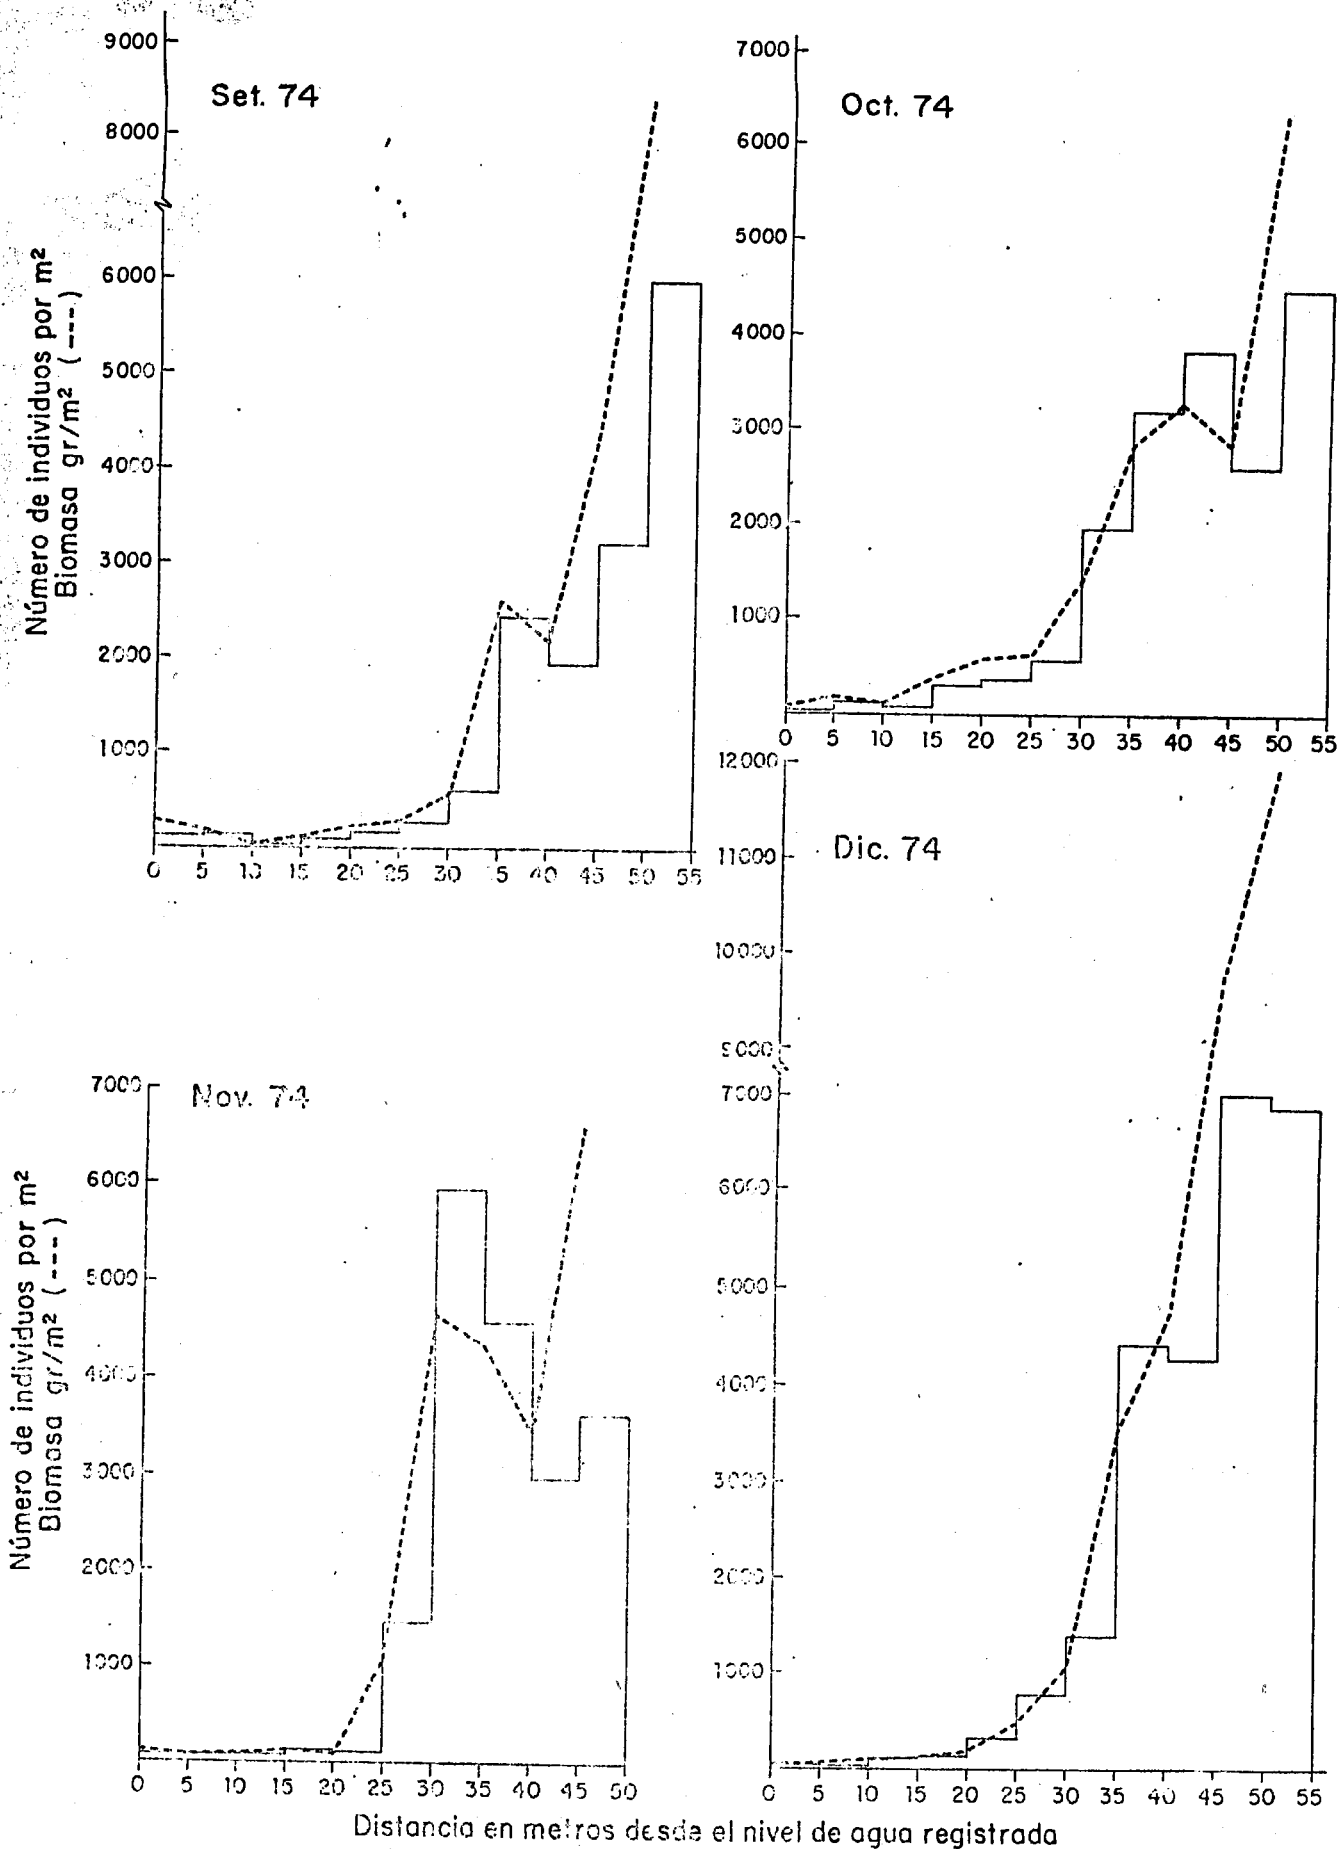 9000
8000
6000
5000
4000
3000
2000
1000
Set. 74
Número de individuos por m²
Biomasa gr/m² (---)
0 5 10 15 20 25 30 35 40 45 50 55
7000
6000
5000
4000
3000
2000
1000
Oct. 74
0 5 10 15 20 25 30 35 40 45 50 55
7000
6000
5000
4000
3000
2000
1000
Nov. 74
Número de individuos por m²
Biomasa gr/m² (---)
0 5 10 15 20 25 30 35 40 45 50
12000
11000
10000
9000
7000
6000
5000
4000
3000
2000
1000
Dic. 74
0 5 10 15 20 25 30 35 40 45 50 55
Distancia en metros desde el nivel de agua registrada